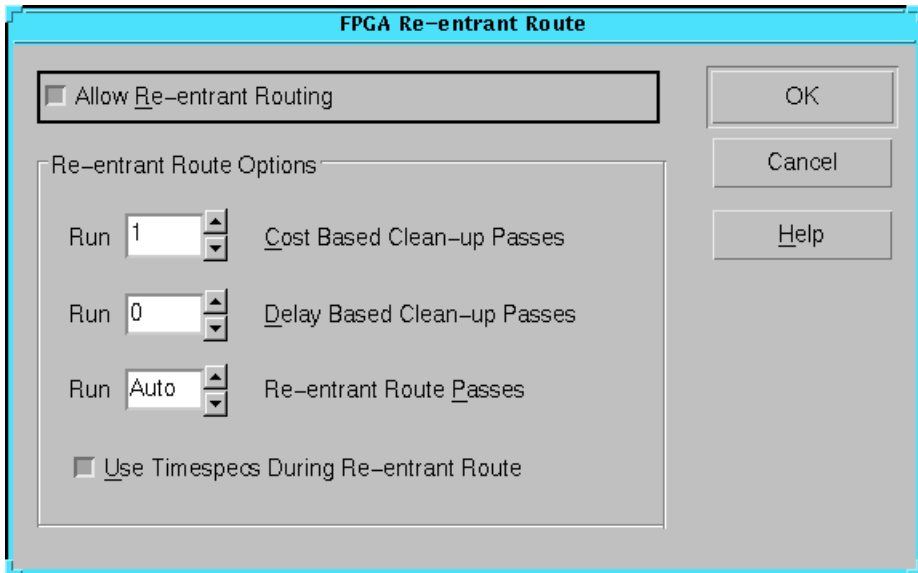 FPGA Re-entrant Route
Allow Re-entrant Routing
OK
Re-entrant Route Options
Cancel
Run 1 Cost Based Clean-up Passes
Help
Run 0 Delay Based Clean-up Passes
Run Auto Re-entrant Route Passes
Use Timespecs During Re-entrant Route